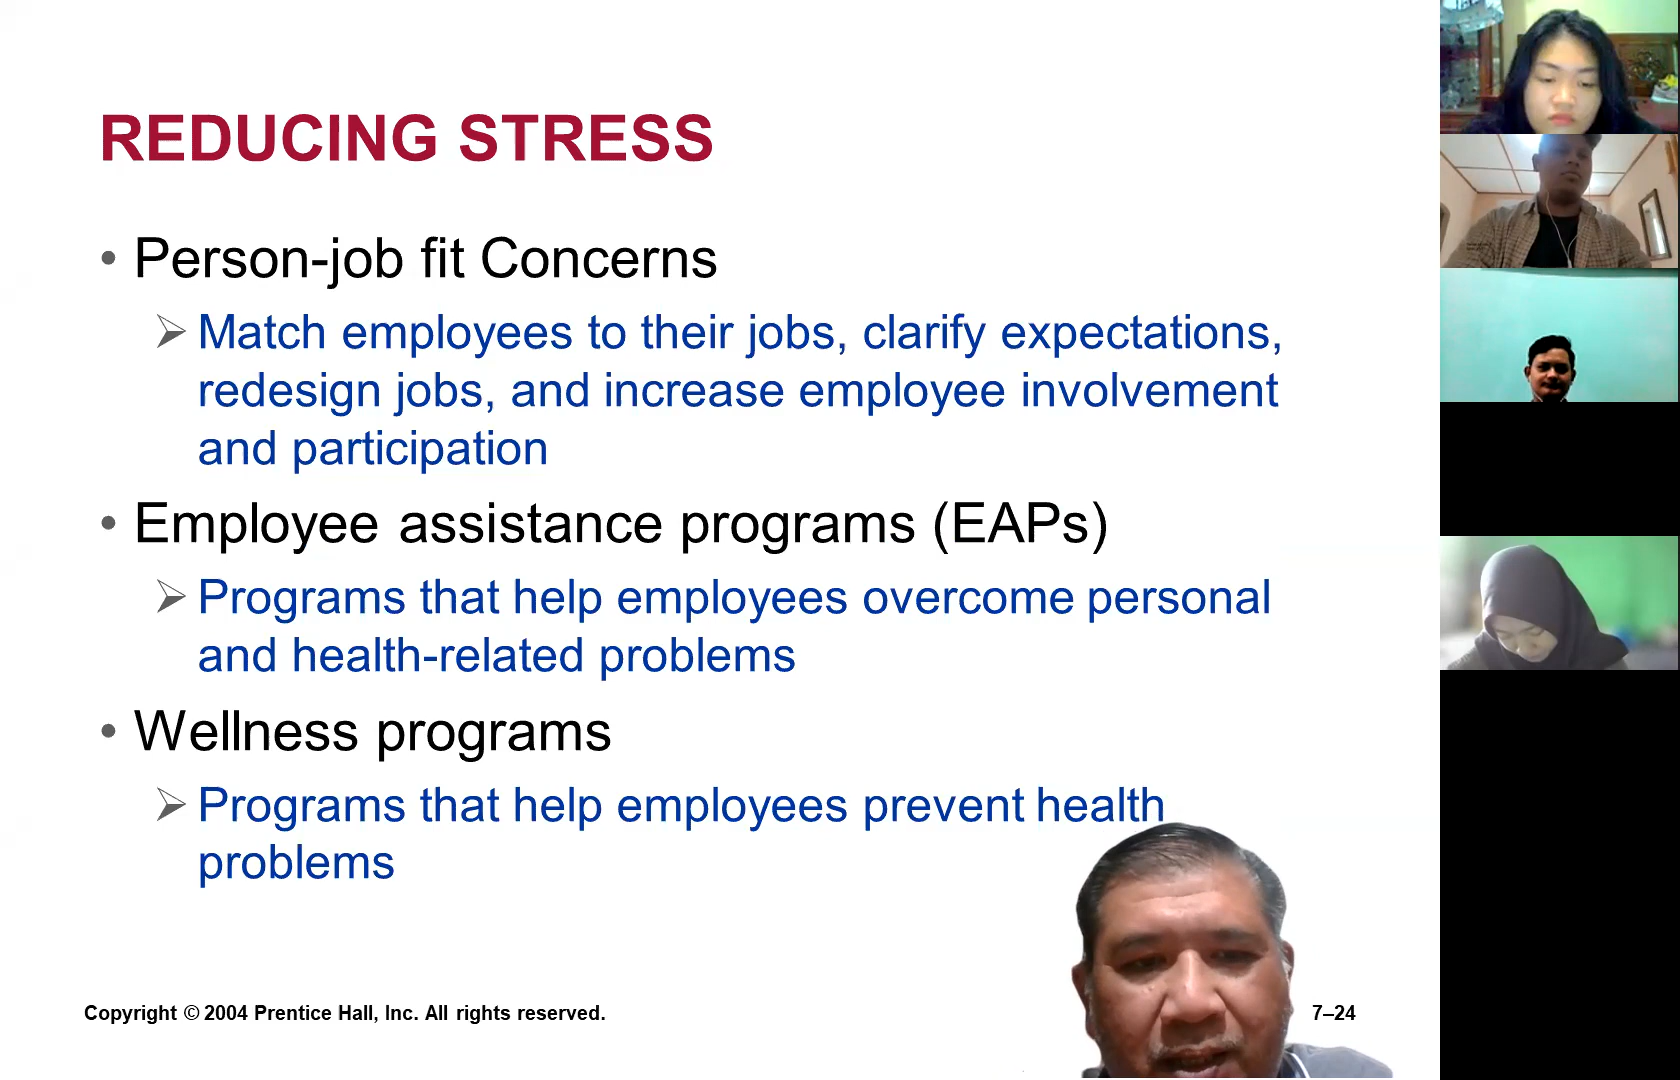 REDUCING STRESS
• Person-job fit Concerns
➢ Match employees to their jobs, clarify expectations,
redesign jobs, and increase employee involvement
and participation
• Employee assistance programs (EAPs)
➢ Programs that help employees overcome personal
and health-related problems
• Wellness programs
➢ Programs that help employees prevent health
problems
Copyright © 2004 Prentice Hall, Inc. All rights reserved.
7–24